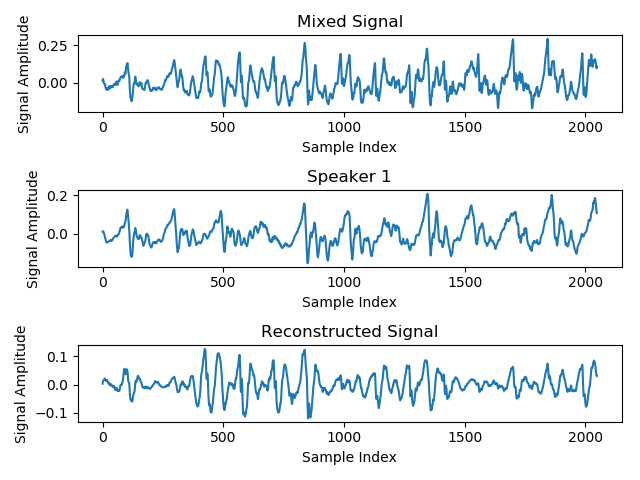 Mixed Signal
Signal Amplitude
0.25
0.00
0 500 1000 1500 2000
Sample Index
Speaker 1
Signal Amplitude
0.2
0.0
0 500 1000 1500 2000
Sample Index
Reconstructed Signal
Signal Amplitude
0.1
0.0
−0.1
0 500 1000 1500 2000
Sample Index